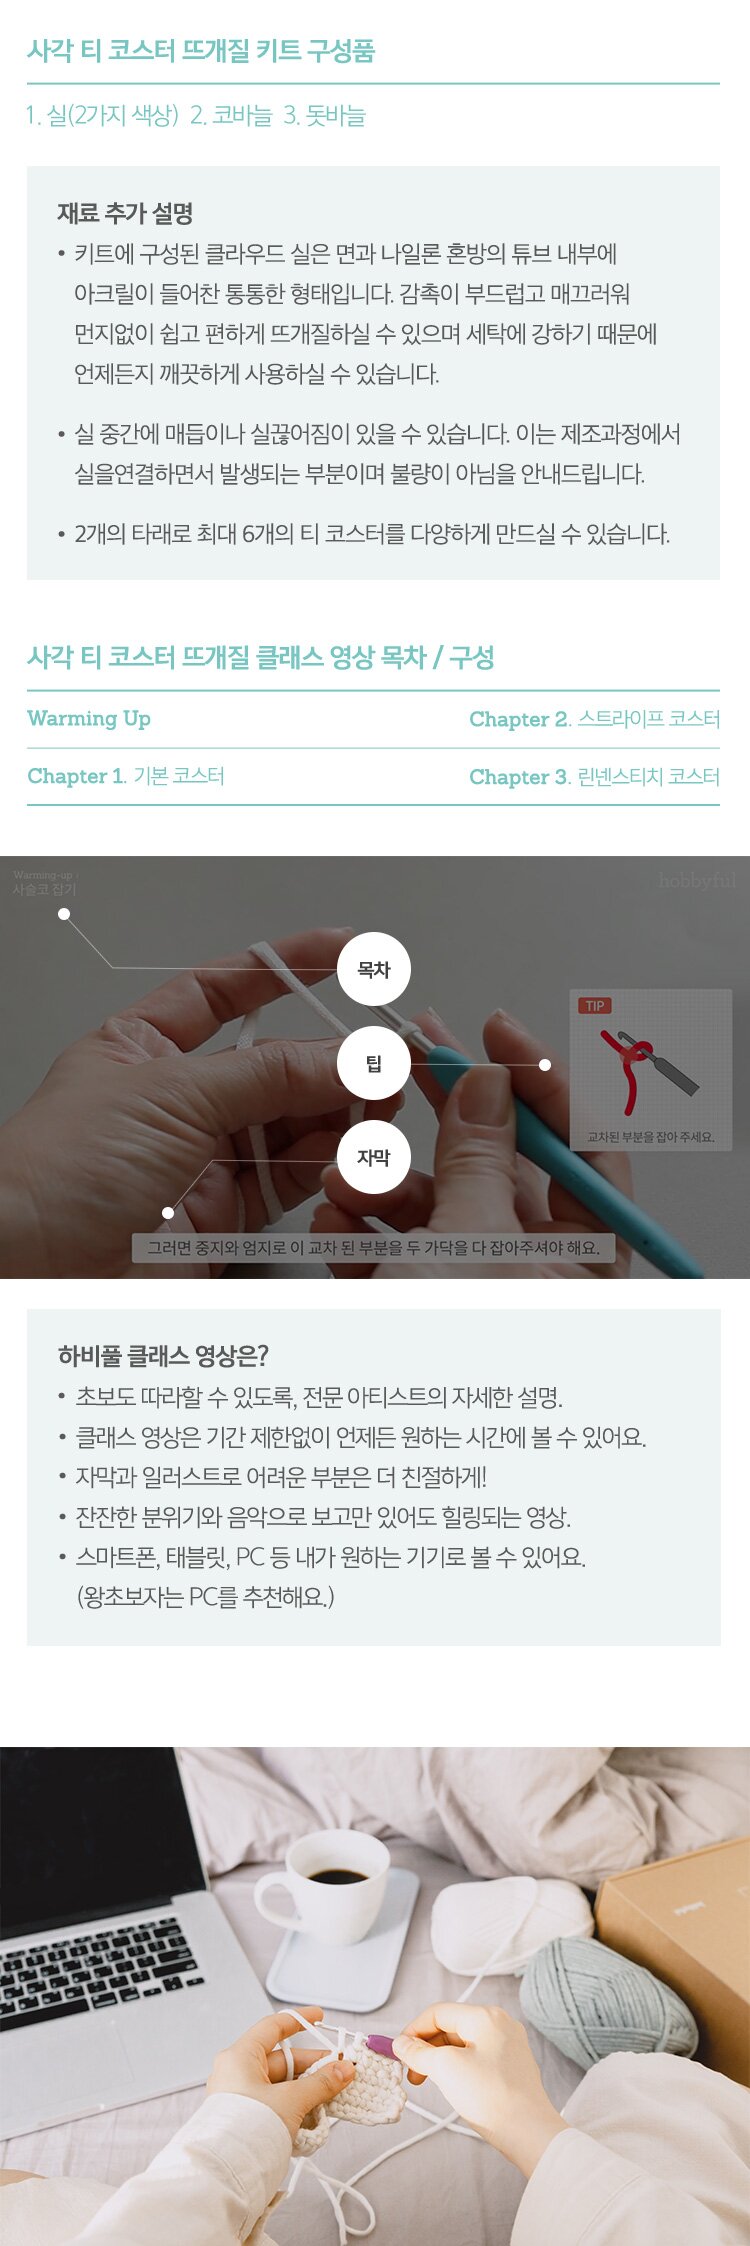 사각 티 코스터 뜨개질 키트 구성품
1. 실(2가지 색상) 2. 코바늘 3. 돗바늘
재료 추가 설명
• 키트에 구성된 클라우드 실은 면과 나일론 혼방의 튜브 내부에
아크릴이 들어찬 통통한 형태입니다. 감촉이 부드럽고 매끄러워
먼지없이 쉽고 편하게 뜨개질하실 수 있으며 세탁에 강하기 때문에
언제든지 깨끗하게 사용하실 수 있습니다.
• 실 중간에 매듭이나 실끊어짐이 있을 수 있습니다. 이는 제조과정에서
실을연결하면서 발생되는 부분이며 불량이 아님을 안내드립니다.
• 2개의 타래로 최대 6개의 티 코스터를 다양하게 만드실 수 있습니다.
사각 티 코스터 뜨개질 클래스 영상 목차 / 구성
Warming Up
Chapter 2. 스트라이프 코스터
Chapter 1. 기본 코스터
Chapter 3. 린넨스티치 코스터
Warming-up
사슬코 잡기
hobbyful
목차
TIP
팁
교차된 부분을 잡아 주세요.
자막
그러면 중지와 엄지로 이 교차 된 부분을 두 가닥을 다 잡아주셔야 해요.
하비풀 클래스 영상은?
• 초보도 따라할 수 있도록, 전문 아티스트의 자세한 설명.
• 클래스 영상은 기간 제한없이 언제든 원하는 시간에 볼 수 있어요.
• 자막과 일러스트로 어려운 부분은 더 친절하게!
• 잔잔한 분위기와 음악으로 보고만 있어도 힐링되는 영상.
• 스마트폰, 태블릿, PC 등 내가 원하는 기기로 볼 수 있어요.
(왕초보자는 PC를 추천해요.)